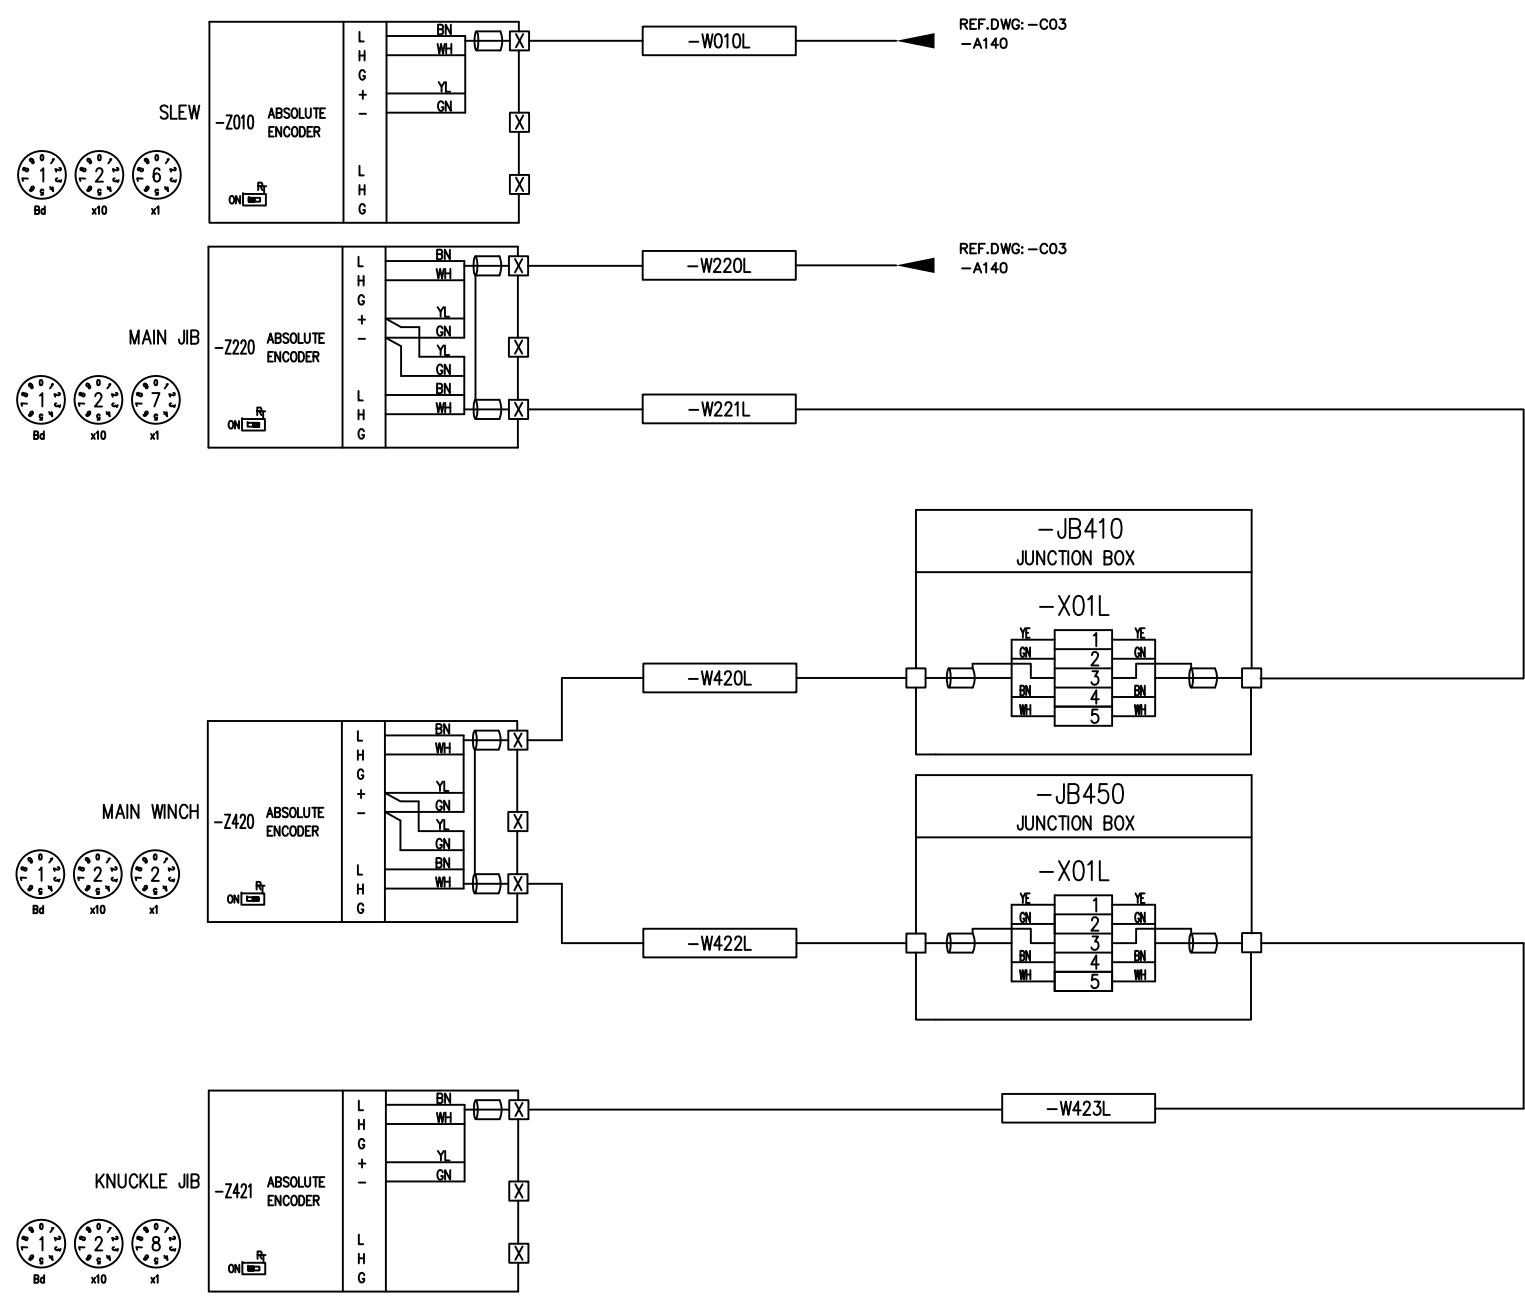 SLEW
-Z010 ABSOLUTE
ENCODER
L
H
G
+
-
L
H
G
BN
WH
YL
GN
X
X
X
-W010L
REF.DWG:-C03
-A140
1
2
6
Bd
x10
x1
ON
RT
MAIN JIB
-Z220 ABSOLUTE
ENCODER
L
H
G
+
-
L
H
G
BN
WH
YL
GN
YL
GN
BN
WH
X
X
X
-W220L
REF.DWG:-C03
-A140
-W221L
1
2
7
Bd
x10
x1
ON
RT
-JB410
JUNCTION BOX
-X01L
YE 1 YE
GN 2 GN
3
BN 4 BN
WH 5 WH
-W420L
MAIN WINCH
-Z420 ABSOLUTE
ENCODER
L
H
G
+
-
L
H
G
BN
WH
YL
GN
YL
GN
BN
WH
X
X
X
1
2
2
Bd
x10
x1
ON
RT
-JB450
JUNCTION BOX
-X01L
YE 1 YE
GN 2 GN
3
BN 4 BN
WH 5 WH
-W422L
KNUCKLE JIB
-Z421 ABSOLUTE
ENCODER
L
H
G
+
-
L
H
G
BN
WH
YL
GN
X
X
X
-W423L
1
2
8
Bd
x10
x1
ON
RT